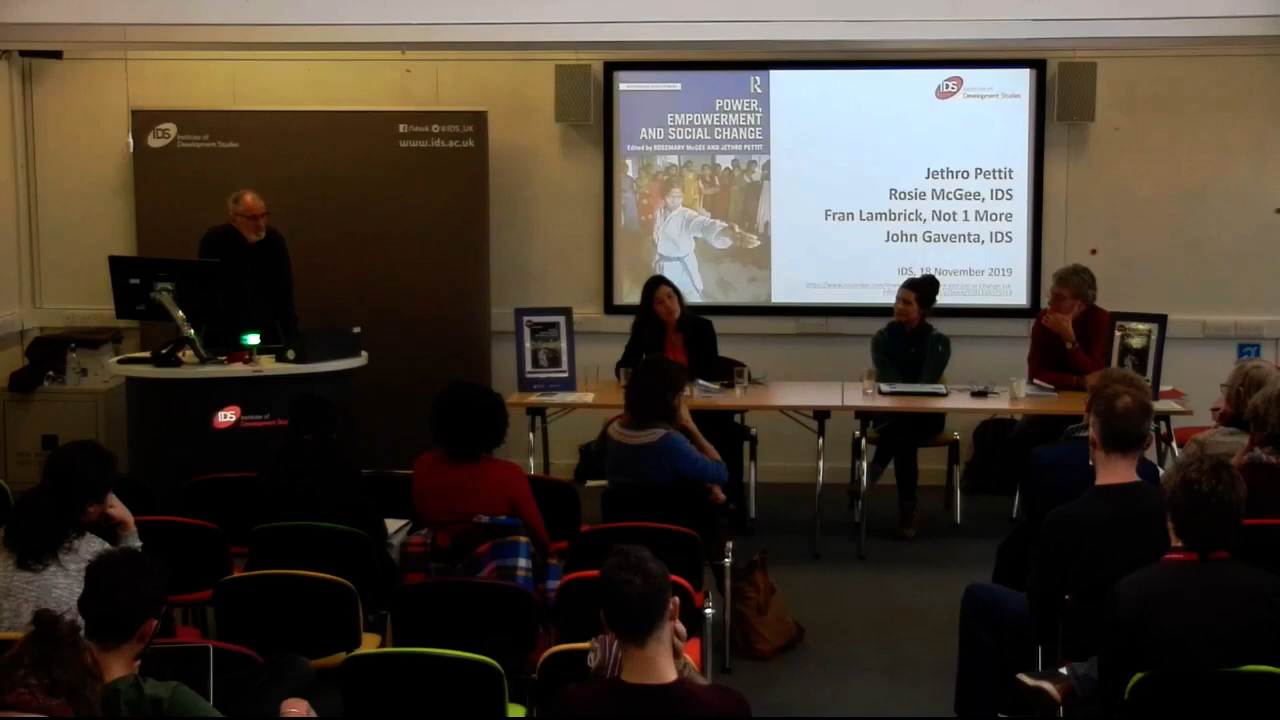 IDS
Institute of
Development Studies
@IDS_UK
www.ids.ac.uk
R
POWER,
EMPOWERMENT
AND SOCIAL CHANGE
Edited by ROSEMARY McGEE AND JETHRO PETTIT
IDS
Institute of
Development Studies
Jethro Pettit
Rosie McGee, IDS
Fran Lambrick, Not 1 More
John Gaventa, IDS
IDS, 18 November 2019
IDS
Institute of
Development Studies